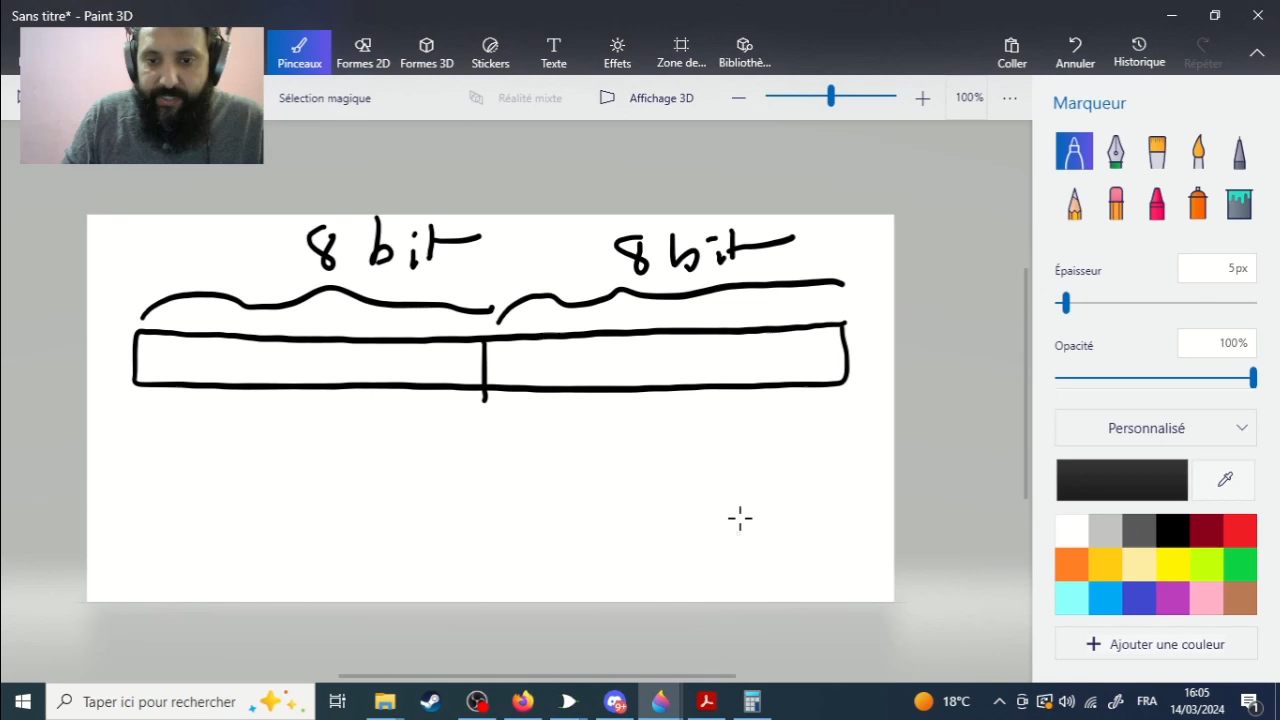 Sans titre* - Paint 3D
Pinceaux
Formes 2D
Formes 3D
Stickers
Texte
Effets
Zone de...
Bibliothè...
Coller
Annuler
Historique
Répéter
Sélection magique
Réalité mixte
Affichage 3D
100%
Marqueur
Épaisseur
5px
Opacité
100%
Personnalisé
Ajouter une couleur
8 bit 8 bit
Taper ici pour rechercher
9+
18°C
FRA
16:05
14/03/2024
1